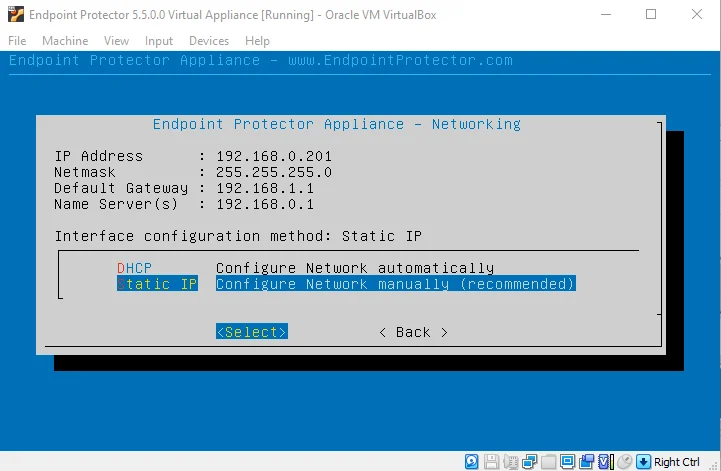 Endpoint Protector 5.5.0.0 Virtual Appliance [Running] - Oracle VM VirtualBox
File Machine View Input Devices Help
Endpoint Protector Appliance - www.EndpointProtector.com
Endpoint Protector Appliance - Networking
IP Address : 192.168.0.201
Netmask : 255.255.255.0
Default Gateway : 192.168.1.1
Name Server(s) : 192.168.0.1
Interface configuration method: Static IP
DHCP Configure Network automatically
Static IP Configure Network manually (recommended)
<Select> < Back >
Right Ctrl